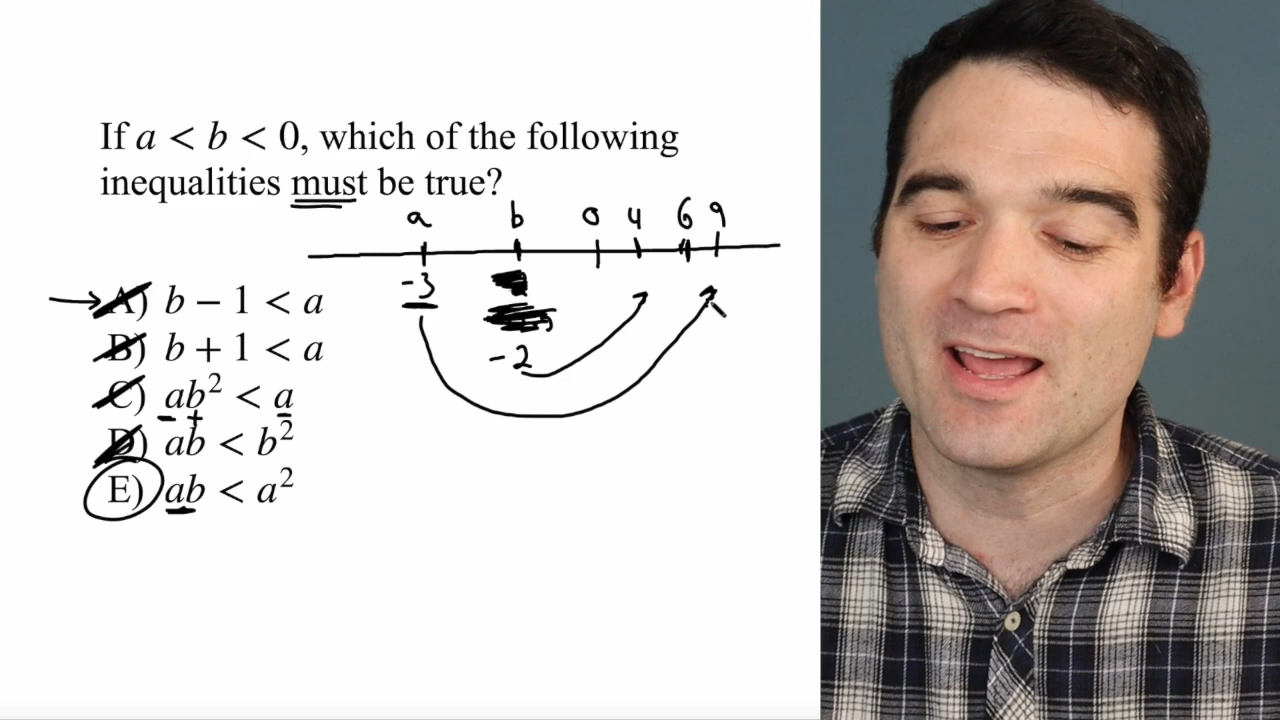 If a < b < 0, which of the following
inequalities must be true?
a b 0 4 6 9
-3
-2
A) b − 1 < a
B) b + 1 < a
C) ab² < a
- +
-
D) ab < b²
E) ab < a²